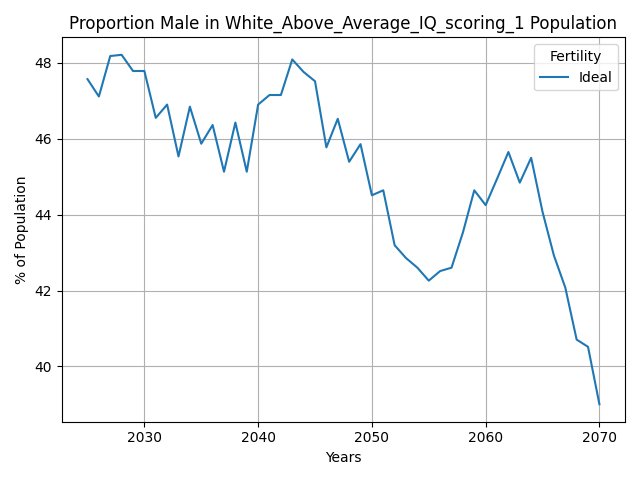 Proportion Male in White_Above_Average_IQ_scoring_1 Population
Fertility
Ideal
48
46
44
42
40
% of Population
2030 2040 2050 2060 2070
Years